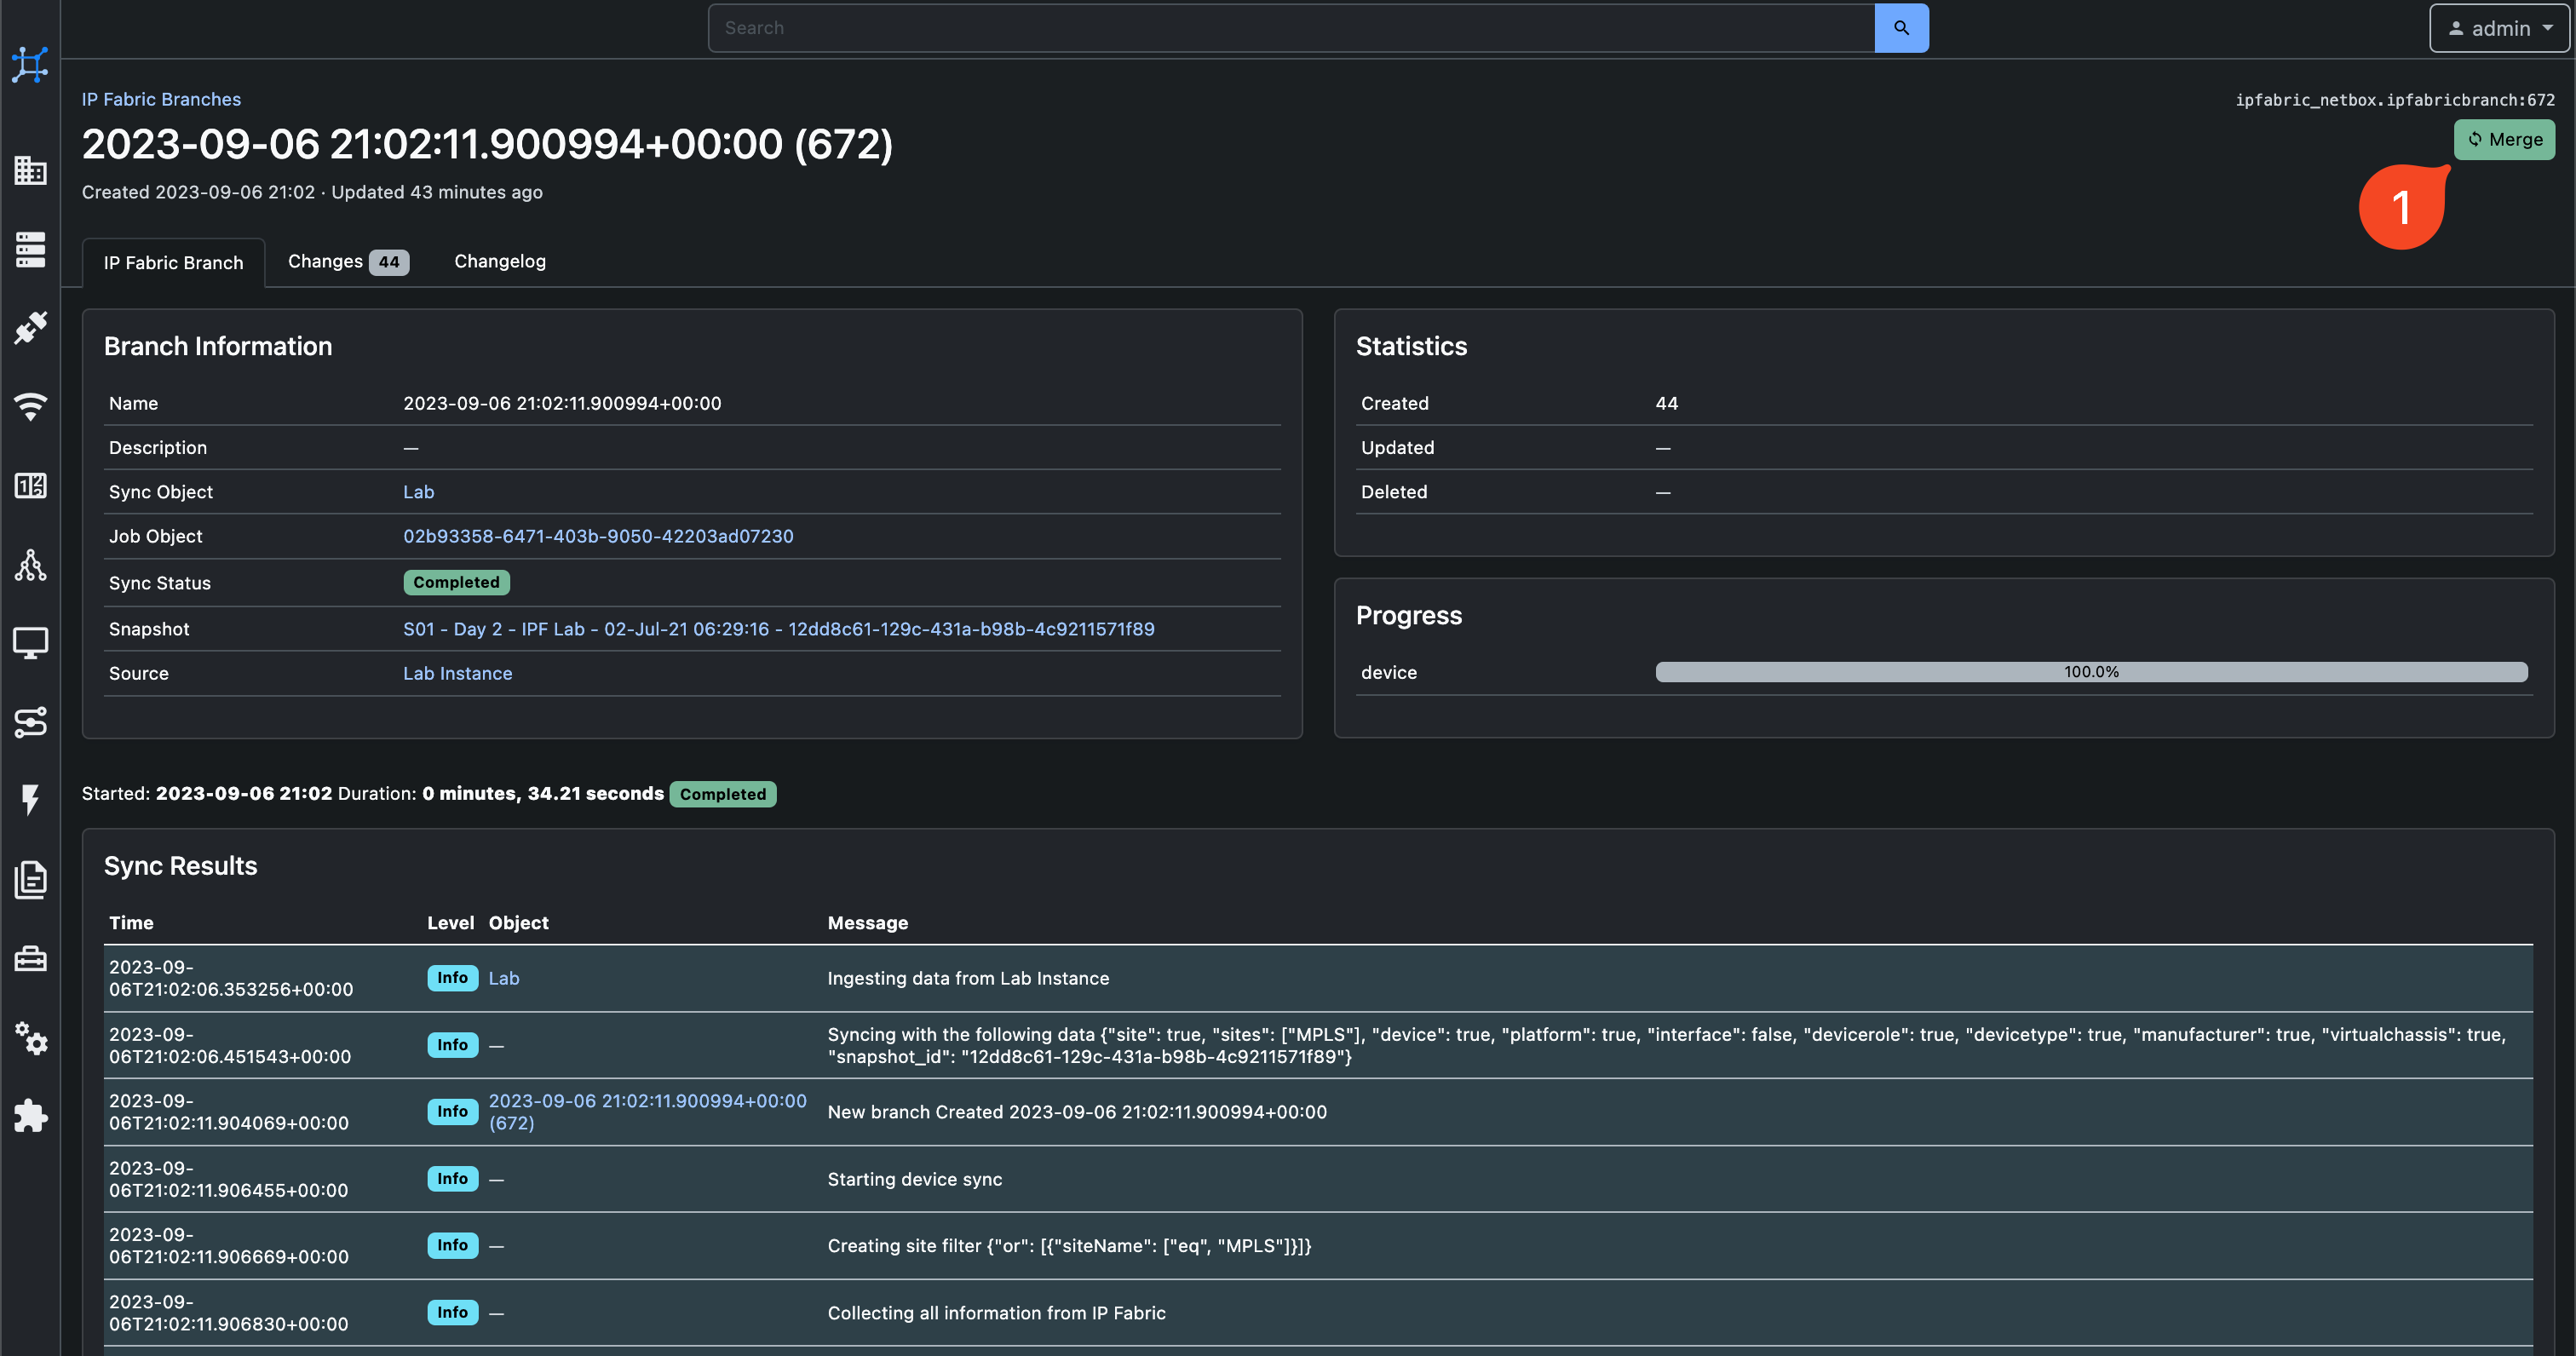 Search
admin
IP Fabric Branches
ipfabric_netbox.ipfabricbranch:672
2023-09-06 21:02:11.900994+00:00 (672)
Merge
Created 2023-09-06 21:02 · Updated 43 minutes ago
1
IP Fabric Branch
Changes 44
Changelog
Branch Information
Name 2023-09-06 21:02:11.900994+00:00
Description —
Sync Object Lab
Job Object 02b93358-6471-403b-9050-42203ad07230
Sync Status Completed
Snapshot S01 - Day 2 - IPF Lab - 02-Jul-21 06:29:16 - 12dd8c61-129c-431a-b98b-4c9211571f89
Source Lab Instance
Statistics
Created 44
Updated —
Deleted —
Progress
device 100.0%
Started: 2023-09-06 21:02 Duration: 0 minutes, 34.21 seconds Completed
Sync Results
Time Level Object Message
2023-09-
06T21:02:06.353256+00:00
Info Lab Ingesting data from Lab Instance
2023-09-
06T21:02:06.451543+00:00
Info —
Syncing with the following data {"site": true, "sites": ["MPLS"], "device": true, "platform": true, "interface": false, "devicerole": true, "devicetype": true, "manufacturer": true, "virtualchassis": true,
"snapshot_id": "12dd8c61-129c-431a-b98b-4c9211571f89"}
2023-09-
06T21:02:11.904069+00:00
Info
2023-09-06 21:02:11.900994+00:00
(672)
New branch Created 2023-09-06 21:02:11.900994+00:00
2023-09-
06T21:02:11.906455+00:00
Info — Starting device sync
2023-09-
06T21:02:11.906669+00:00
Info — Creating site filter {"or": [{"siteName": ["eq", "MPLS"]}]}
2023-09-
06T21:02:11.906830+00:00
Info — Collecting all information from IP Fabric